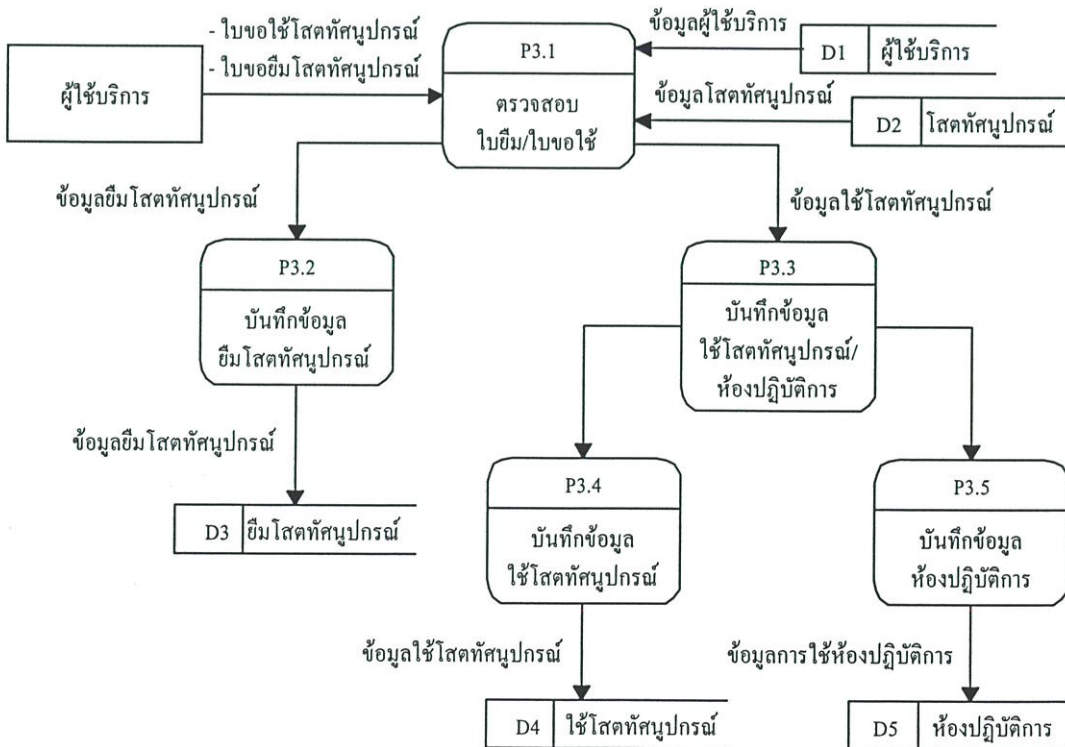 - ใบขอใช้โสตทัศนูปกรณ์
- ใบขอยืมโสตทัศนูปกรณ์
ผู้ใช้บริการ
P3.1
ตรวจสอบ
ใบยืม/ใบขอใช้
ข้อมูลผู้ใช้บริการ
D1 ผู้ใช้บริการ
ข้อมูลโสตทัศนูปกรณ์
D2 โสตทัศนูปกรณ์
ข้อมูลยืมโสตทัศนูปกรณ์
ข้อมูลใช้โสตทัศนูปกรณ์
P3.2
บันทึกข้อมูล
ยืมโสตทัศนูปกรณ์
P3.3
บันทึกข้อมูล
ใช้โสตทัศนูปกรณ์/
ห้องปฏิบัติการ
ข้อมูลยืมโสตทัศนูปกรณ์
D3 ยืมโสตทัศนูปกรณ์
P3.4
บันทึกข้อมูล
ใช้โสตทัศนูปกรณ์
P3.5
บันทึกข้อมูล
ห้องปฏิบัติการ
ข้อมูลใช้โสตทัศนูปกรณ์
ข้อมูลการใช้ห้องปฏิบัติการ
D4 ใช้โสตทัศนูปกรณ์
D5 ห้องปฏิบัติการ